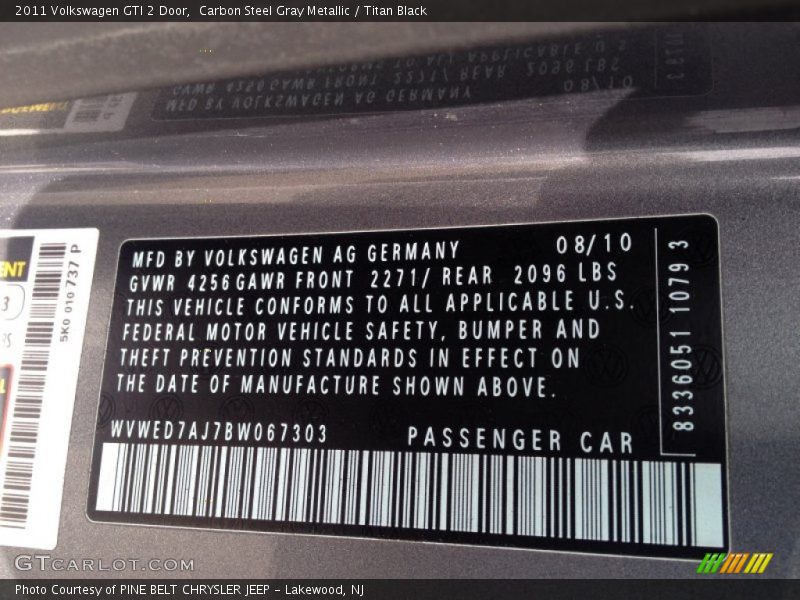 2011 Volkswagen GTI 2 Door, Carbon Steel Gray Metallic / Titan Black
MFD BY VOLKSWAGEN AG GERMANY 08/10
GVWR 4256 GAWR FRONT 2271/ REAR 2096 LBS
THIS VEHICLE CONFORMS TO ALL APPLICABLE U.S.
FEDERAL MOTOR VEHICLE SAFETY, BUMPER AND
THEFT PREVENTION STANDARDS IN EFFECT ON
THE DATE OF MANUFACTURE SHOWN ABOVE.
WVWED7AJ7BW067303 PASSENGER CAR
8336051 10793
5K0 010 737 P
GTCARLOT.COM
Photo Courtesy of PINE BELT CHRYSLER JEEP - Lakewood, NJ